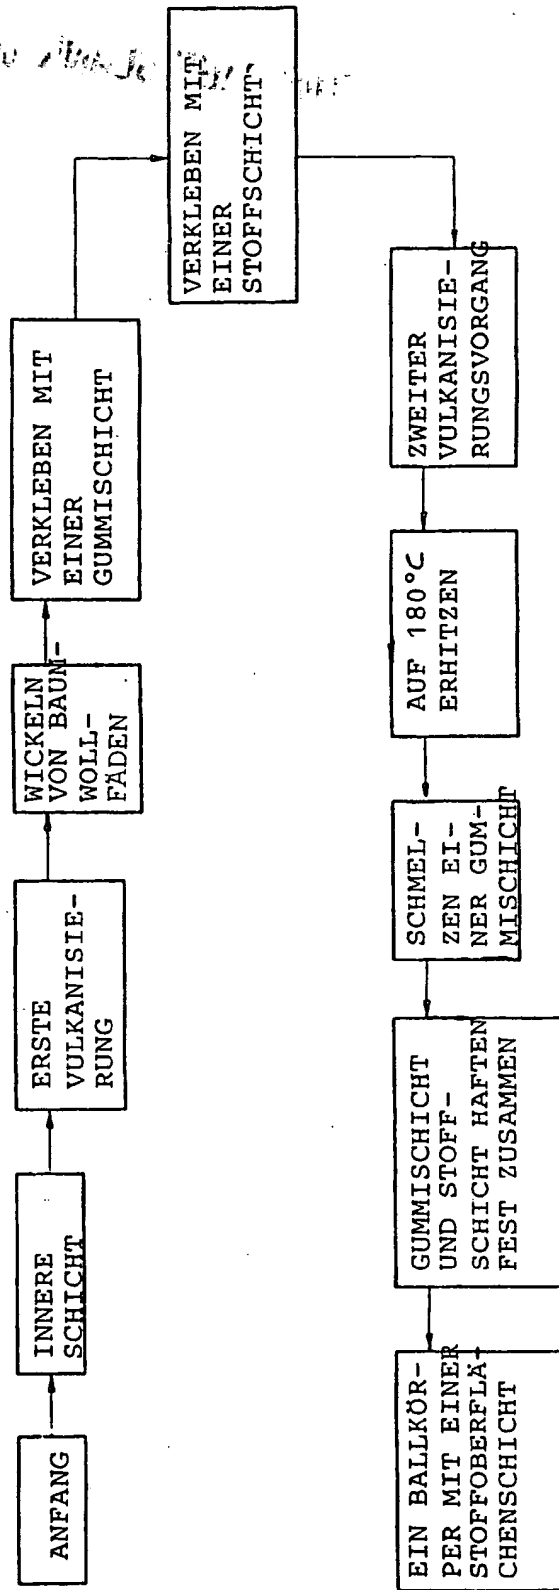 ANFANG
INNERE
SCHICHT
ERSTE
VULKANISIE-
RUNG
WICKELN
VON BAUM-
WOLL-
FÄDEN
VERKLEBEN MIT
EINER
GUMMISCHICHT
VERKLEBEN MIT
EINER
STOFFSCHICHT
ZWEITER
VULKANISIE-
RUNGSVORGANG
AUF 180°C
ERHITZEN
SCHMEL-
ZEN EI-
NER GUM-
MISCHICHT
GUMMISCHICHT
UND STOFF-
SCHICHT HAFTEN
FEST ZUSAMMEN
EIN BALLKÖR-
PER MIT EINER
STOFFOBERFLÄ-
CHENSCHICHT